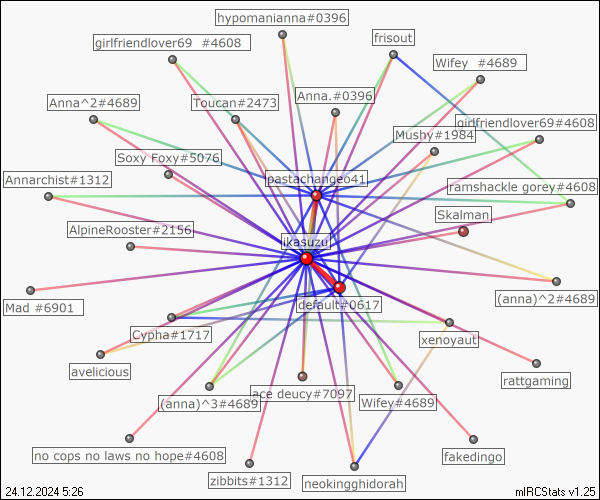 hypomanianna#0396
girlfriendlover69 #4608
frisout
Wifey #4689
Anna^2#4689
Toucan#2473
Anna.#0396
girlfriendlover69#4608
Mushy#1984
Soxy Foxy#5076
Annarchist#1312
pastachangeo41
ramshackle gorey#4608
Skalman
AlpineRooster#2156
ikasuzu
Mad #6901
default#0617
(anna)^2#4689
Cypha#1717
xenoyaut
avelicious
rattgaming
(anna)^3#4689
ace deucy#7097
Wifey#4689
no cops no laws no hope#4608
fakedingo
zibbits#1312
neokingghidorah
24.12.2024 5:26
mIRCStats v1.25